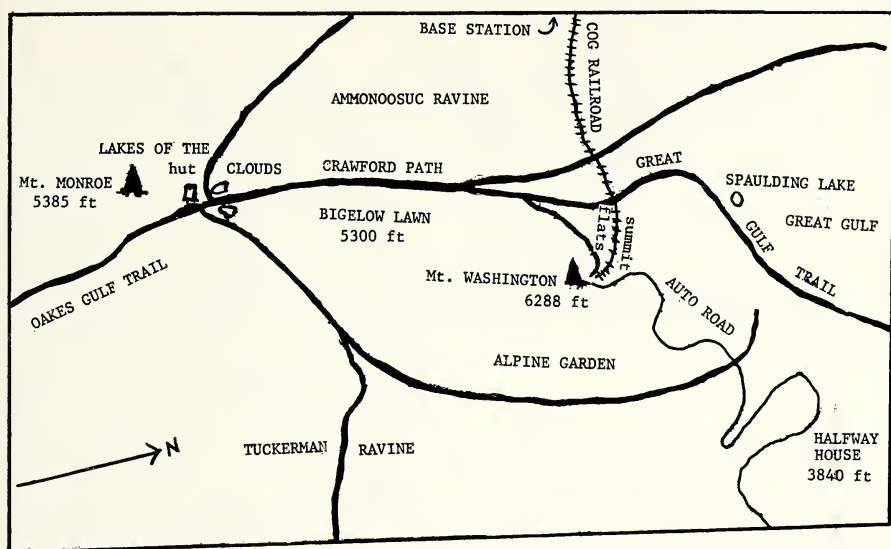 BASE STATION
COG RAILROAD
AMMONOOSUC RAVINE
LAKES OF THE
hut CLOUDS
Mt. MONROE
5385 ft
CRAWFORD PATH
GREAT
GULF
TRAIL
SPAULDING LAKE
GREAT GULF
BIGELOW LAWN
5300 ft
summit
flats
Mt. WASHINGTON
6288 ft
AUTO ROAD
OAKES GULF TRAIL
ALPINE GARDEN
TUCKERMAN RAVINE
N
HALFWAY
HOUSE
3840 ft